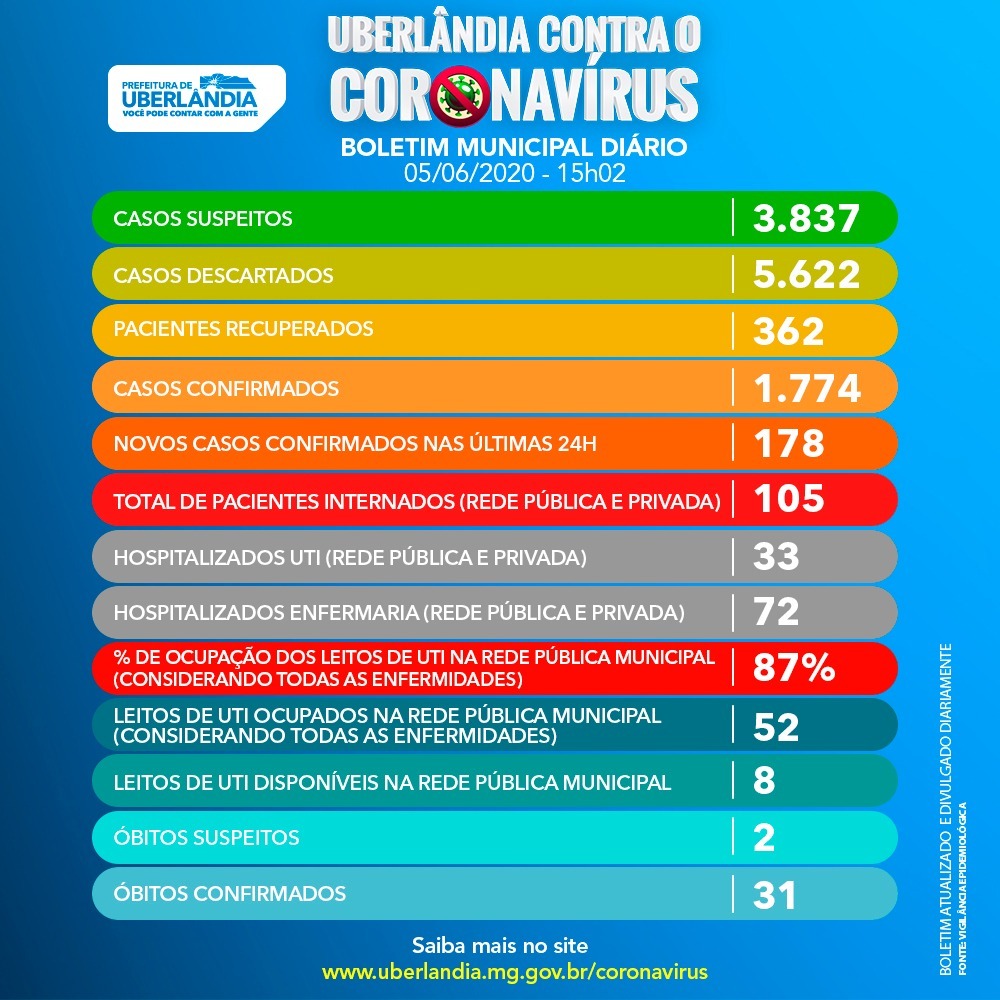 UBERLÂNDIA CONTRA O
CORONAVÍRUS
PREFEITURA DE
UBERLÂNDIA
VOCÊ PODE CONTAR COM A GENTE
BOLETIM MUNICIPAL DIÁRIO
05/06/2020 - 15h02
CASOS SUSPEITOS 3.837
CASOS DESCARTADOS 5.622
PACIENTES RECUPERADOS 362
CASOS CONFIRMADOS 1.774
NOVOS CASOS CONFIRMADOS NAS ÚLTIMAS 24H 178
TOTAL DE PACIENTES INTERNADOS (REDE PÚBLICA E PRIVADA) 105
HOSPITALIZADOS UTI (REDE PÚBLICA E PRIVADA) 33
HOSPITALIZADOS ENFERMARIA (REDE PÚBLICA E PRIVADA) 72
% DE OCUPAÇÃO DOS LEITOS DE UTI NA REDE PÚBLICA MUNICIPAL
(CONSIDERANDO TODAS AS ENFERMIDADES) 87%
LEITOS DE UTI OCUPADOS NA REDE PÚBLICA MUNICIPAL
(CONSIDERANDO TODAS AS ENFERMIDADES) 52
LEITOS DE UTI DISPONÍVEIS NA REDE PÚBLICA MUNICIPAL 8
ÓBITOS SUSPEITOS 2
ÓBITOS CONFIRMADOS 31
Saiba mais no site
www.uberlandia.mg.gov.br/coronavirus
BOLETIM ATUALIZADO E DIVULGADO DIARIAMENTE
FONTE: VIGILÂNCIA EPIDEMIOLÓGICA